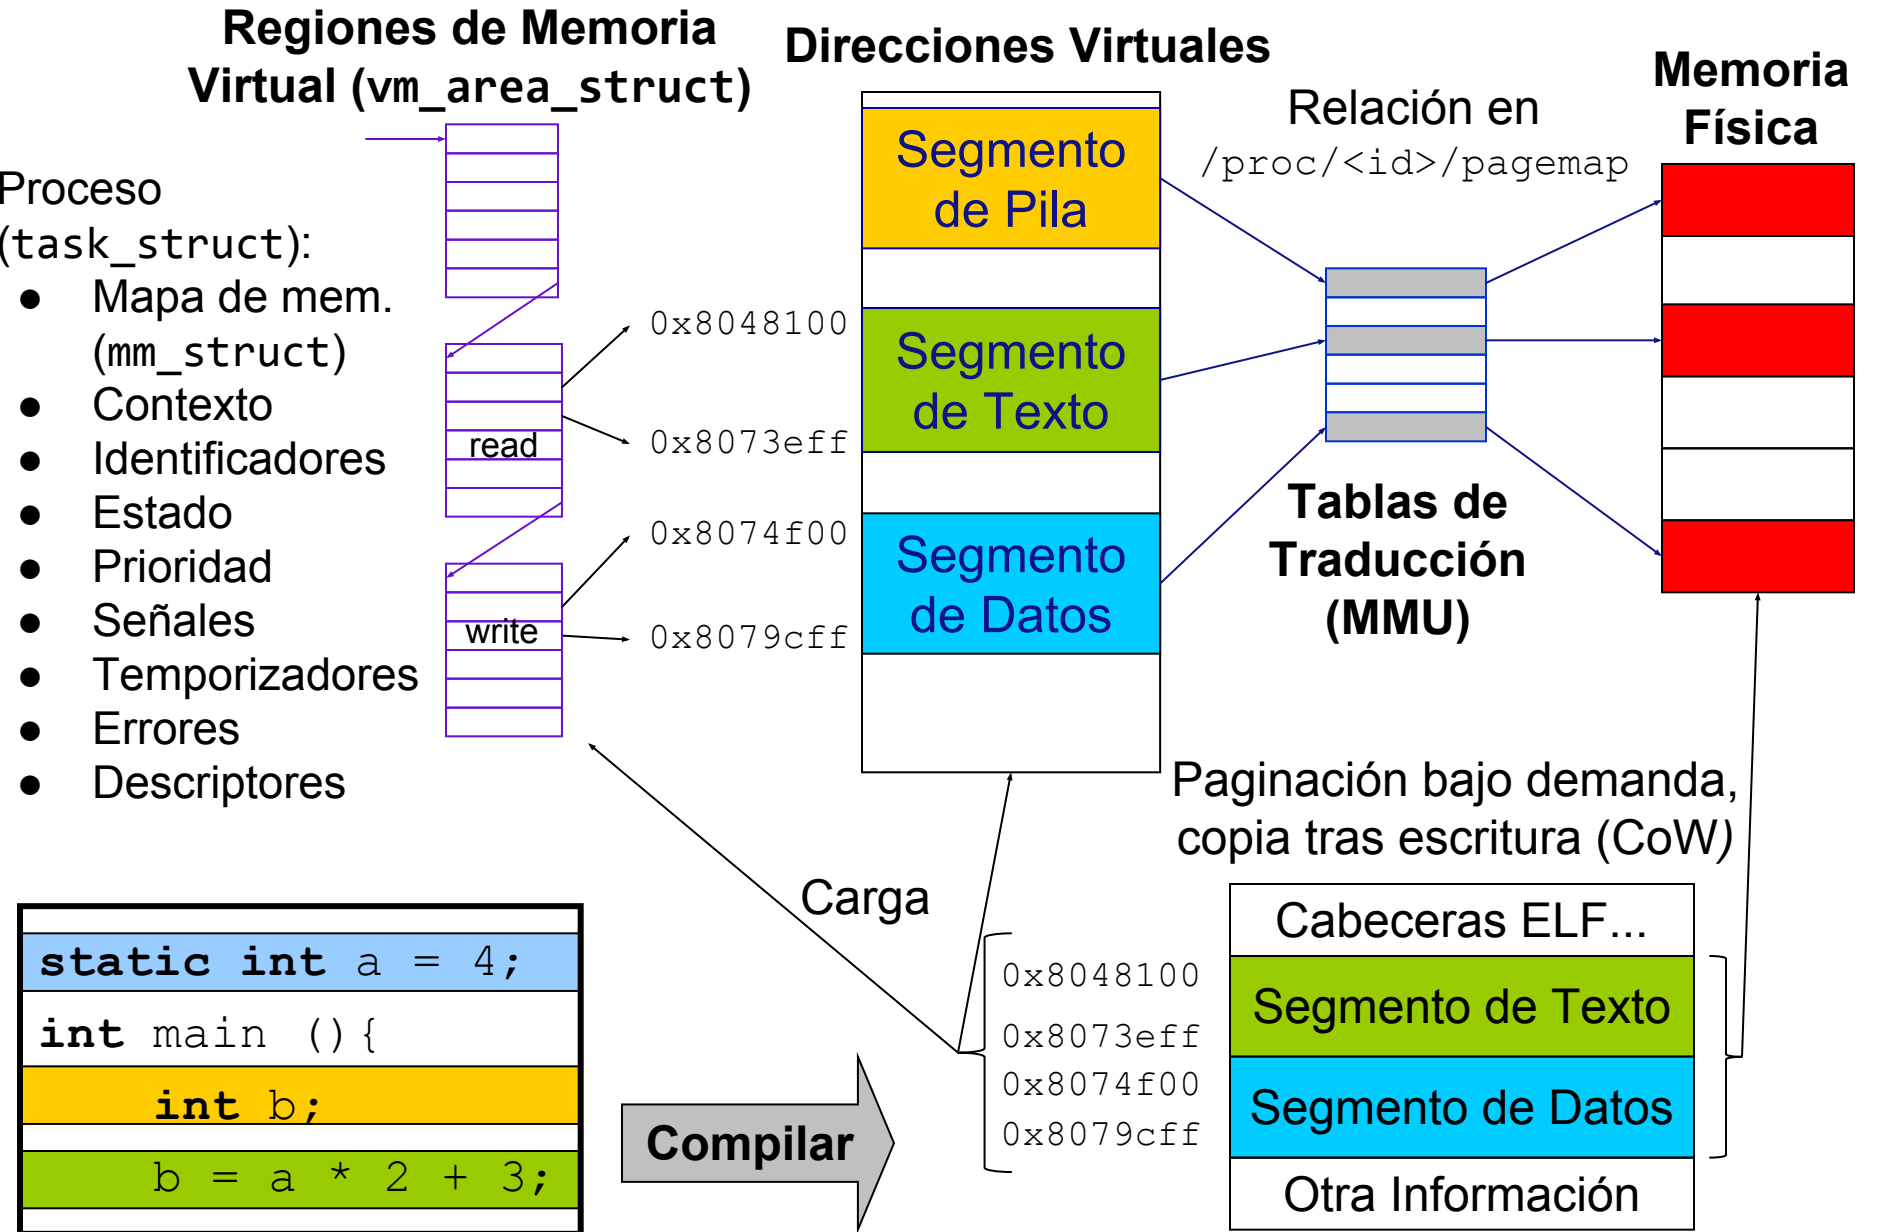 Regiones de Memoria
Virtual (vm_area_struct)
Direcciones Virtuales
Memoria
Física
Relación en
/proc/<id>/pagemap
Proceso
(task_struct):
● Mapa de mem.
(mm_struct)
● Contexto
● Identificadores
● Estado
● Prioridad
● Señales
● Temporizadores
● Errores
● Descriptores
read
write
0x8048100
0x8073eff
0x8074f00
0x8079cff
Segmento
de Pila
Segmento
de Texto
Segmento
de Datos
Tablas de
Traducción
(MMU)
Paginación bajo demanda,
copia tras escritura (CoW)
Carga
static int a = 4;
int main (){
int b;
b = a * 2 + 3;
Compilar
0x8048100
0x8073eff
0x8074f00
0x8079cff
Cabeceras ELF...
Segmento de Texto
Segmento de Datos
Otra Información